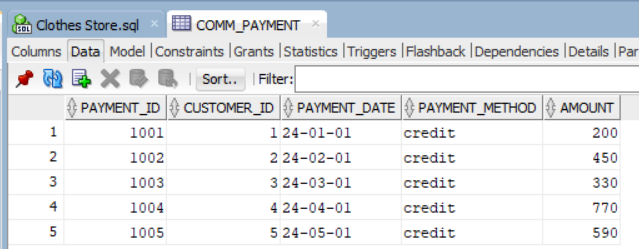 Clothes Store.sql COMM_PAYMENT
Columns Data Model Constraints Grants Statistics Triggers Flashback Dependencies Details Par
Sort.. Filter:
PAYMENT_ID CUSTOMER_ID PAYMENT_DATE PAYMENT_METHOD AMOUNT
1 1001 1 24-01-01 credit 200
2 1002 2 24-02-01 credit 450
3 1003 3 24-03-01 credit 330
4 1004 4 24-04-01 credit 770
5 1005 5 24-05-01 credit 590